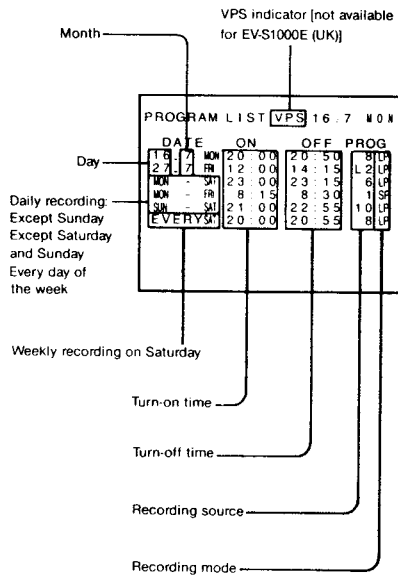 VPS indicator [not available
for EV-S1000E (UK)]
Month
PROGRAM LIST VPS 16.7 MON
DATE ON OFF PROG
16.7 MON 20:00 20:50 8 LP
27.7 FRI 12:00 14:15 L2 LP
MON - SAT 23:00 23:15 6 LP
MON - FRI 8:15 8:30 1 SP
SUN - SAT 21:00 22:55 10 LP
EVERY SAT 20:00 22:55 8 LP
Day
Daily recording:
Except Sunday
Except Saturday
and Sunday
Every day of
the week
Weekly recording on Saturday
Turn-on time
Turn-off time
Recording source
Recording mode